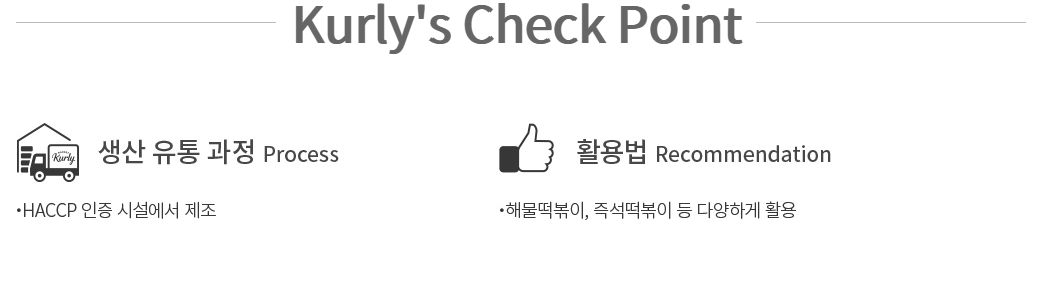 Kurly's Check Point
Kurly
생산 유통 과정 Process
•HACCP 인증 시설에서 제조
활용법 Recommendation
•해물떡볶이, 즉석떡볶이 등 다양하게 활용